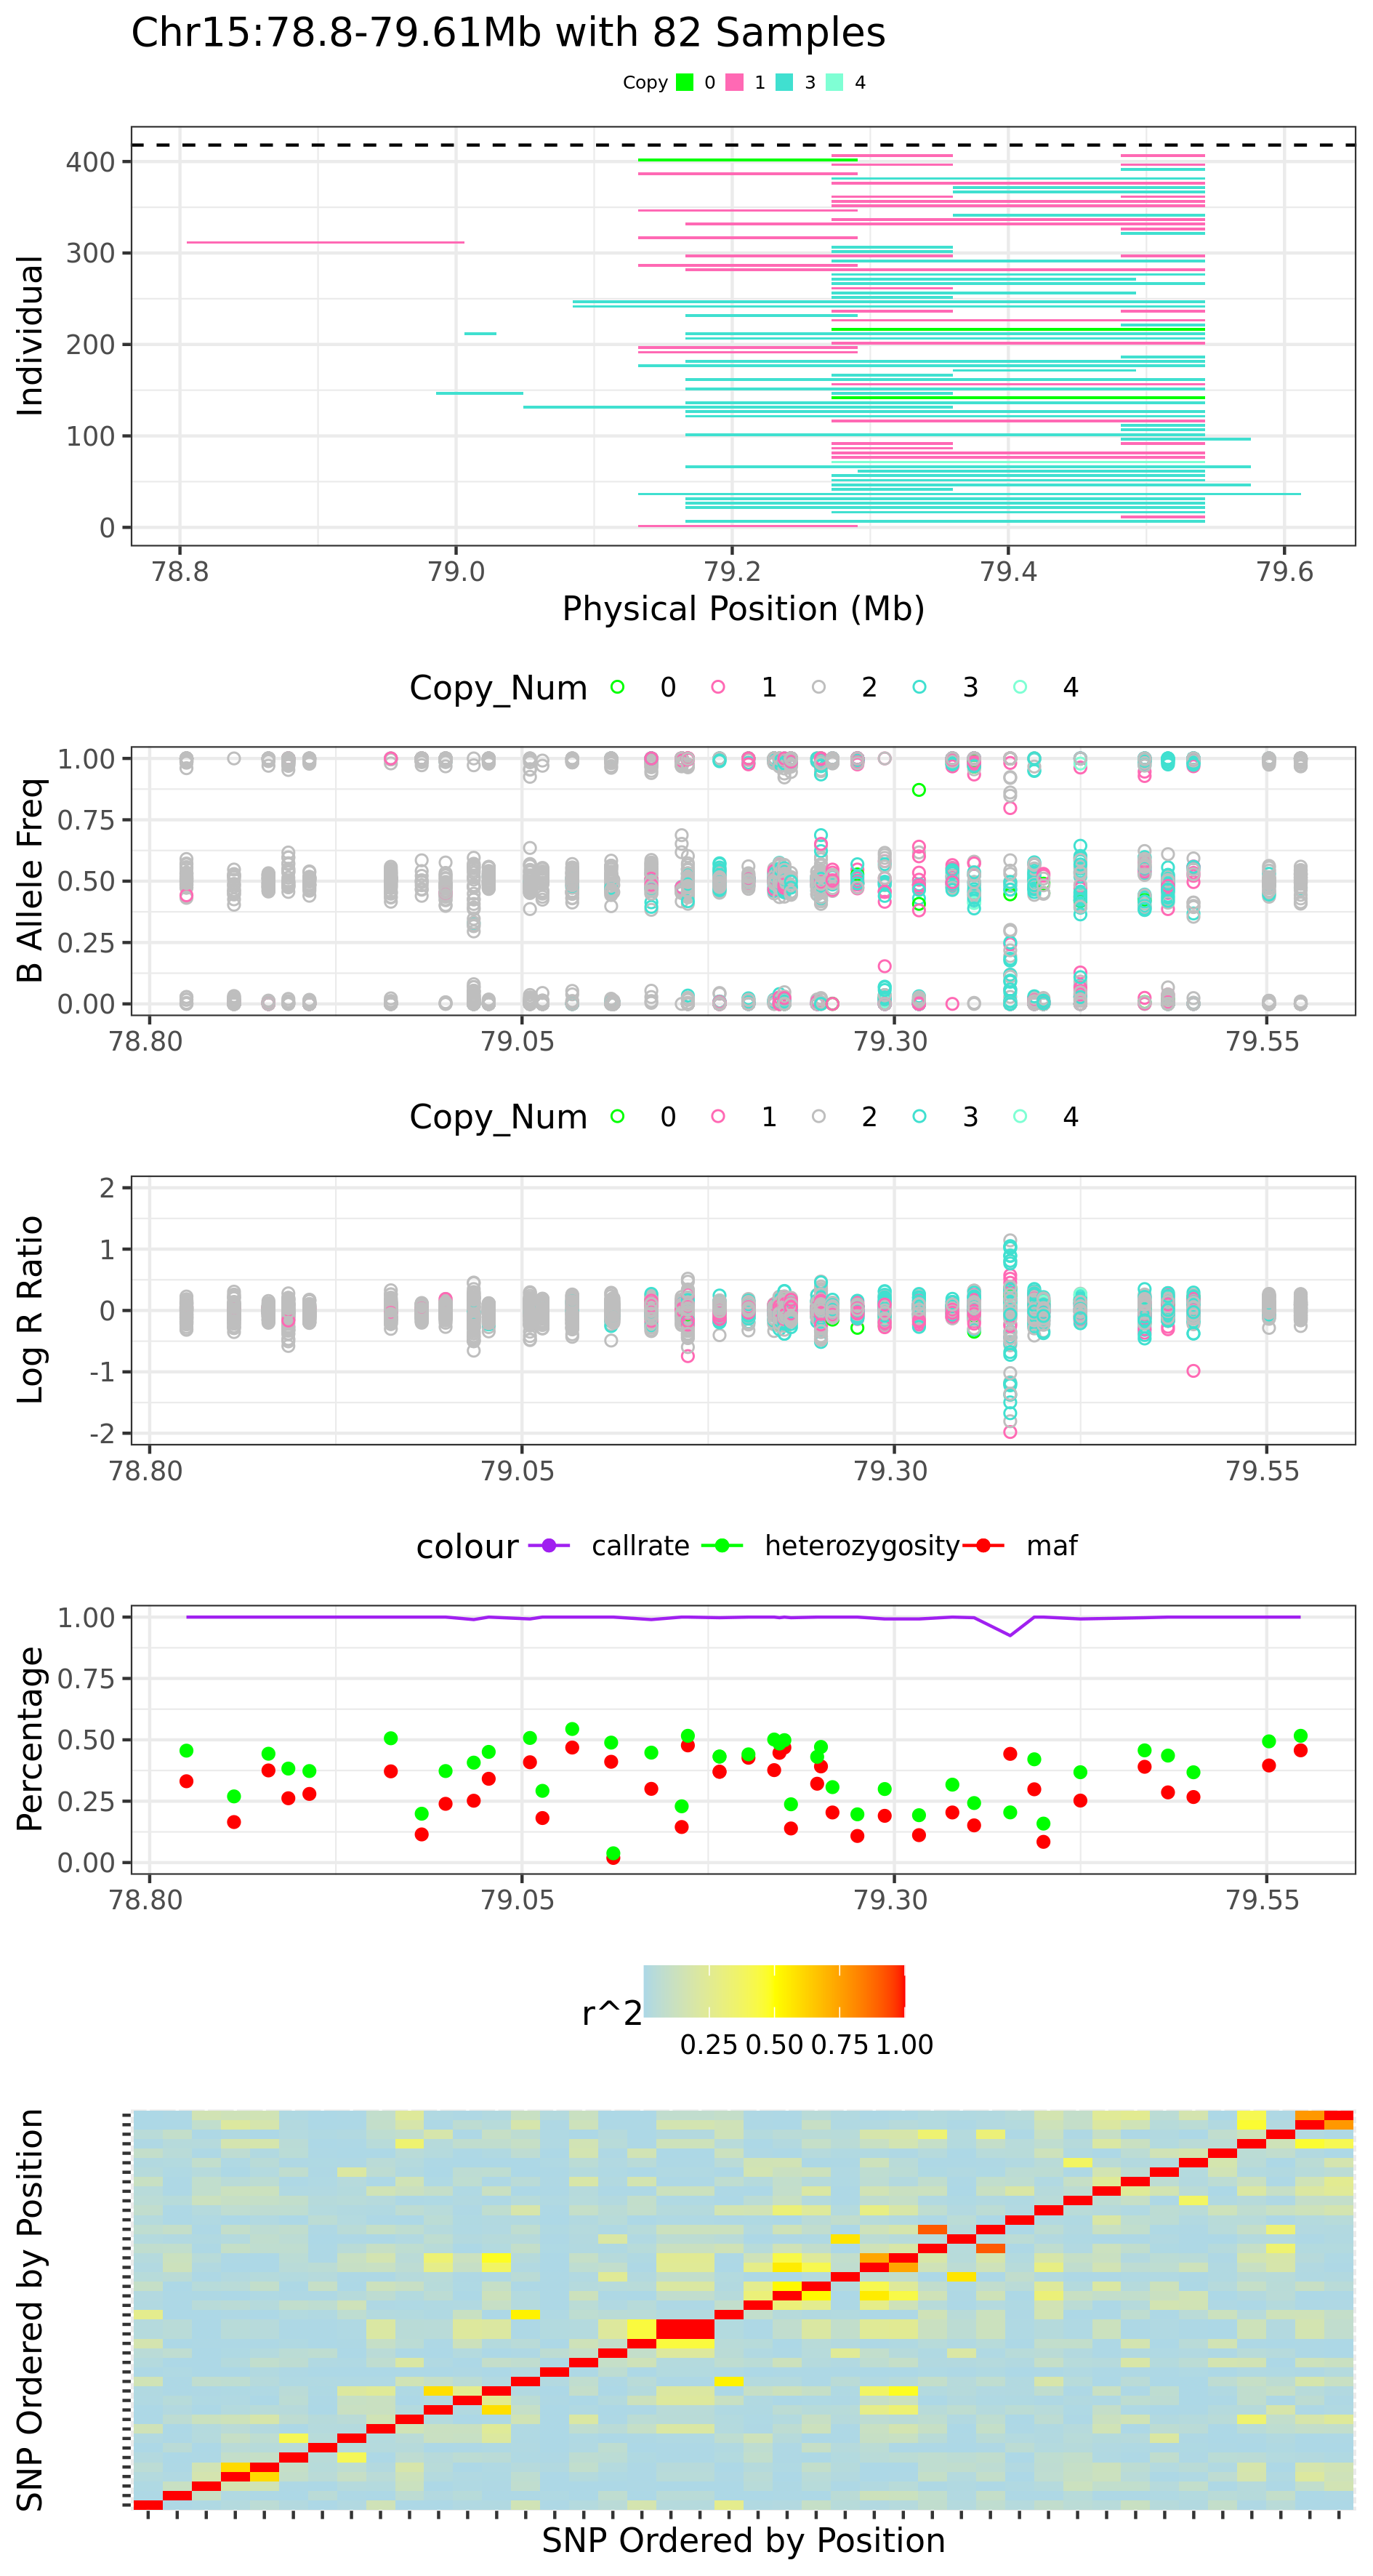 Chr15:78.8-79.61Mb with 82 Samples
Copy 0 1 3 4
Individual
400
300
200
100
0
78.8 79.0 79.2 79.4 79.6
Physical Position (Mb)
Copy_Num 0 1 2 3 4
B Allele Freq
1.00
0.75
0.50
0.25
0.00
78.80 79.05 79.30 79.55
Copy_Num 0 1 2 3 4
Log R Ratio
2
1
0
-1
-2
78.80 79.05 79.30 79.55
colour callrate heterozygosity maf
Percentage
1.00
0.75
0.50
0.25
0.00
78.80 79.05 79.30 79.55
r^2
0.25 0.50 0.75 1.00
SNP Ordered by Position
SNP Ordered by Position